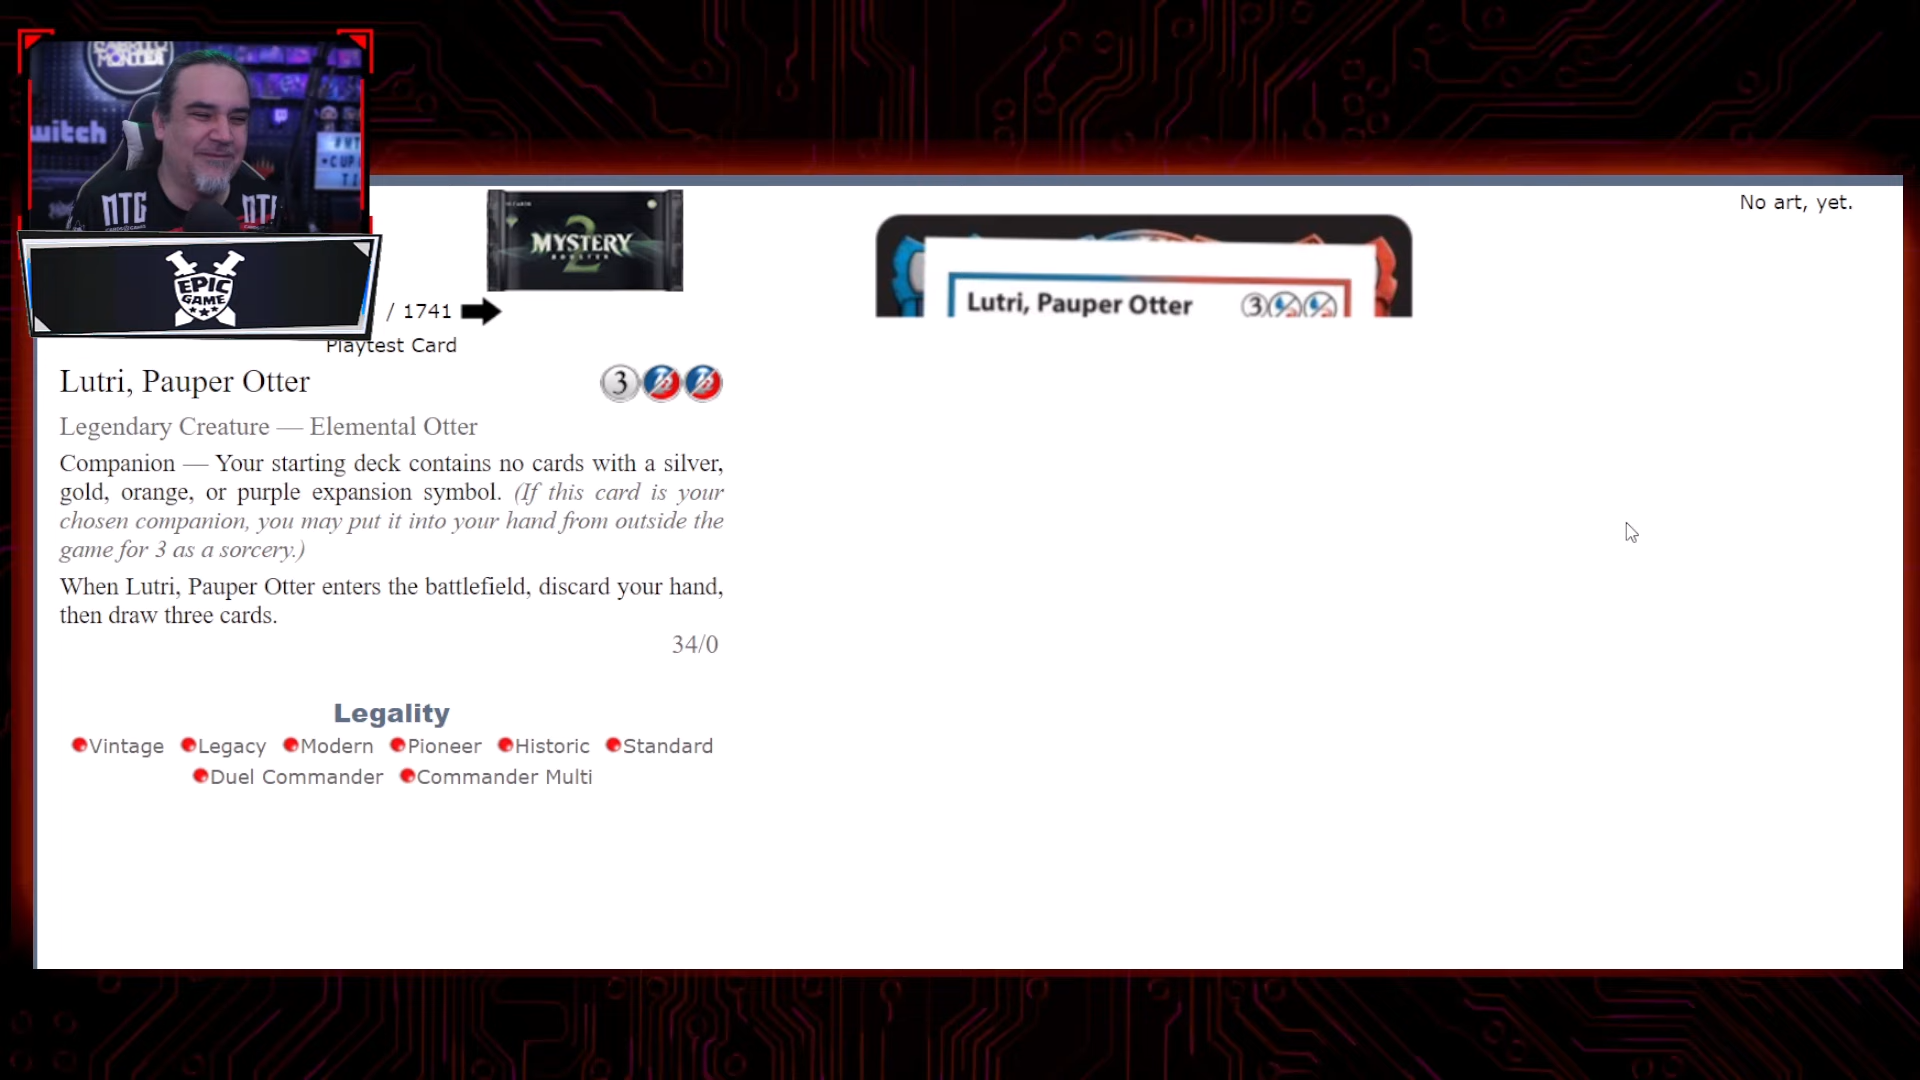 witch
MTG
EPIC
GAME
MYSTERY
BOOSTER
2
No art, yet.
Lutri, Pauper Otter 3
/ 1741
Playtest Card
Lutri, Pauper Otter 3
Legendary Creature — Elemental Otter
Companion — Your starting deck contains no cards with a silver,
gold, orange, or purple expansion symbol. (If this card is your
chosen companion, you may put it into your hand from outside the
game for 3 as a sorcery.)
When Lutri, Pauper Otter enters the battlefield, discard your hand,
then draw three cards.
34/0
Legality
Vintage Legacy Modern Pioneer Historic Standard
Duel Commander Commander Multi